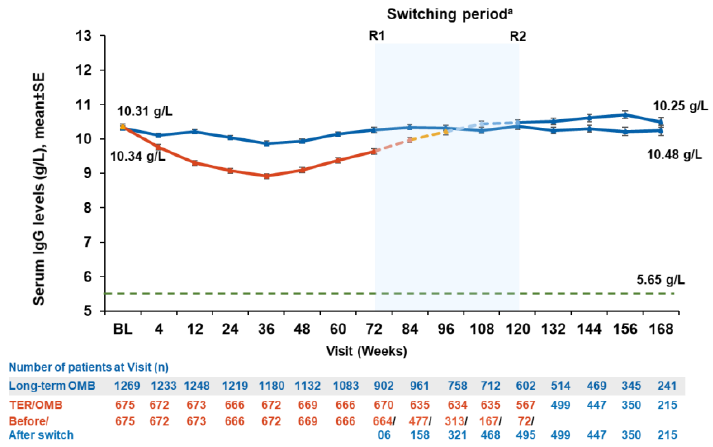 Switching periodᵃ
R1 R2
Serum IgG levels (g/L), mean±SE
13
12
11
10
9
8
7
6
5
10.31 g/L
10.34 g/L
10.25 g/L
10.48 g/L
5.65 g/L
BL 4 12 24 36 48 60 72 84 96 108 120 132 144 156 168
Visit (Weeks)
Number of patients at Visit (n)
Long-term OMB 1269 1233 1248 1219 1180 1132 1083 902 961 758 712 602 514 469 345 241
TER/OMB 675 672 673 666 672 669 666 670 635 634 635 567 499 447 350 215
Before/ 675 672 673 666 672 669 666 664/ 477/ 313/ 167/ 72/
After switch 06 158 321 468 495 499 447 350 215